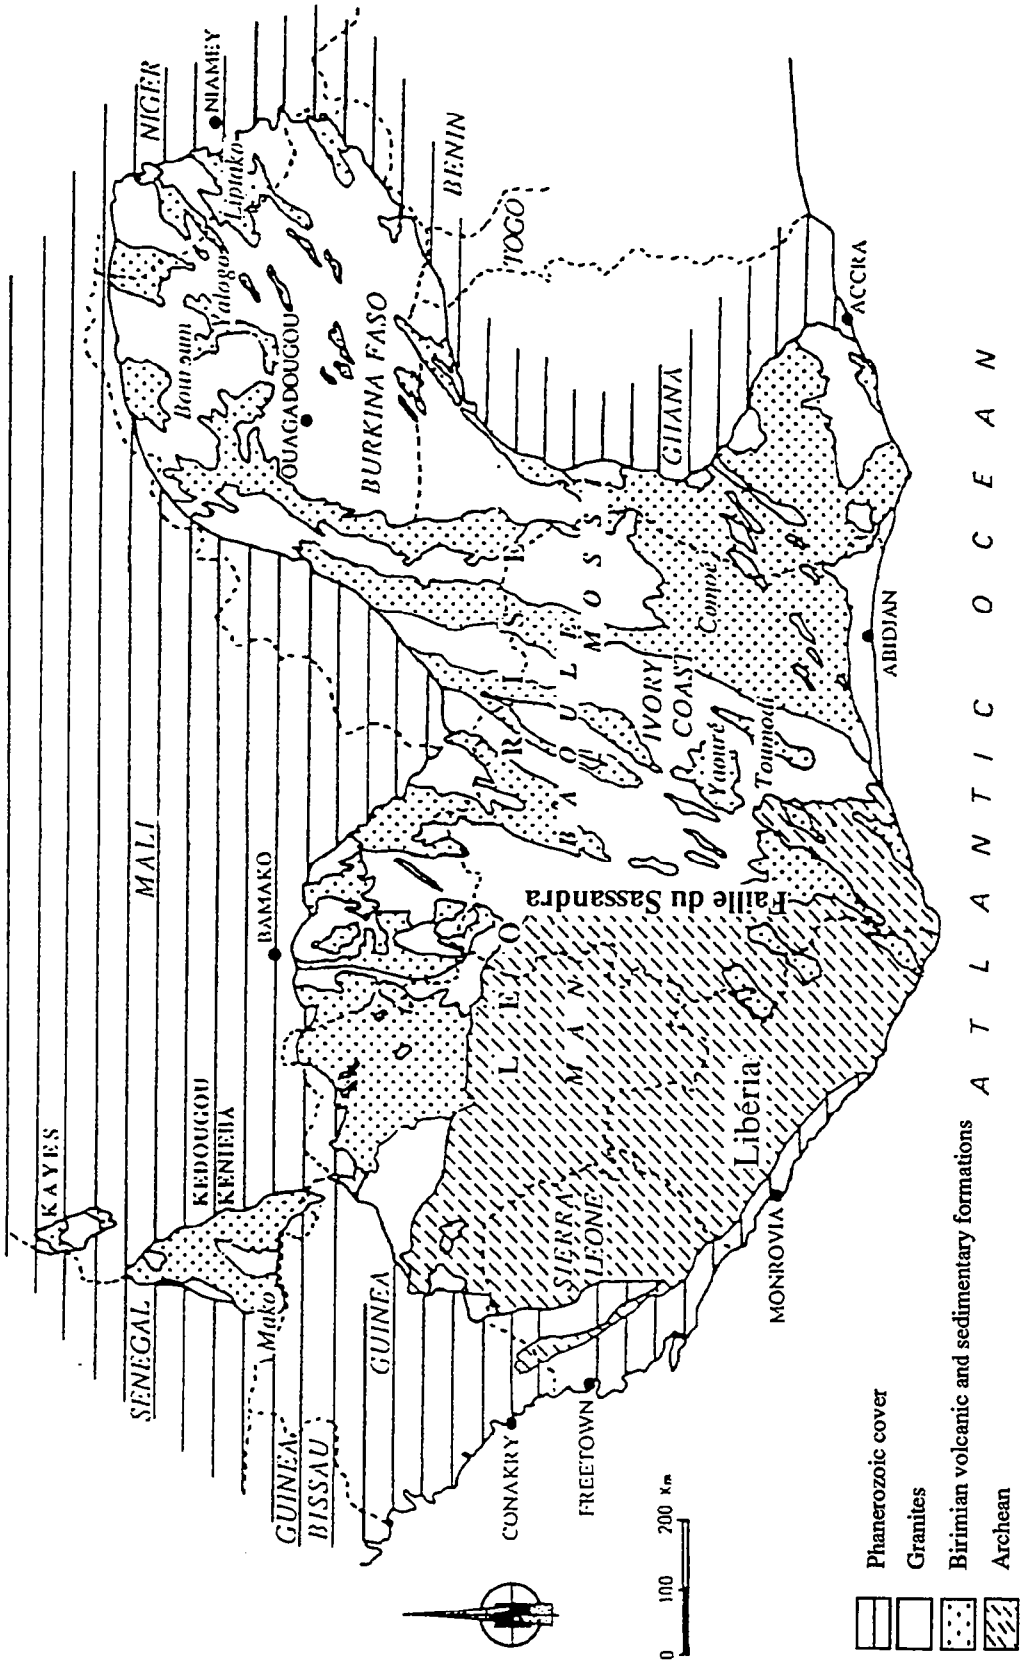 KAYES
MALI
NIGER
NIAMEY
SENEGAL
KEDOUGOU
KENIEBA
BAMAKO
Liptako
Yalogo
OUAGADOUGOU
BURKINA FASO
BENIN
TOGO
Mako
GUINEA
BISSAU
GUINEA
CONAKRY
FREETOWN
SIERRA
LEONE
MONROVIA
Libéria
LEO RISE
MAN
BAOULE MOSSI
Faille du Sassandra
IVORY
COAST
Yaouré
Toumodi
Comoé
GHANA
ABIDJAN
ACCRA
ATLANTIC OCEAN
0 100 200 Km
Phanerozoic cover
Granites
Birimian volcanic and sedimentary formations
Archean